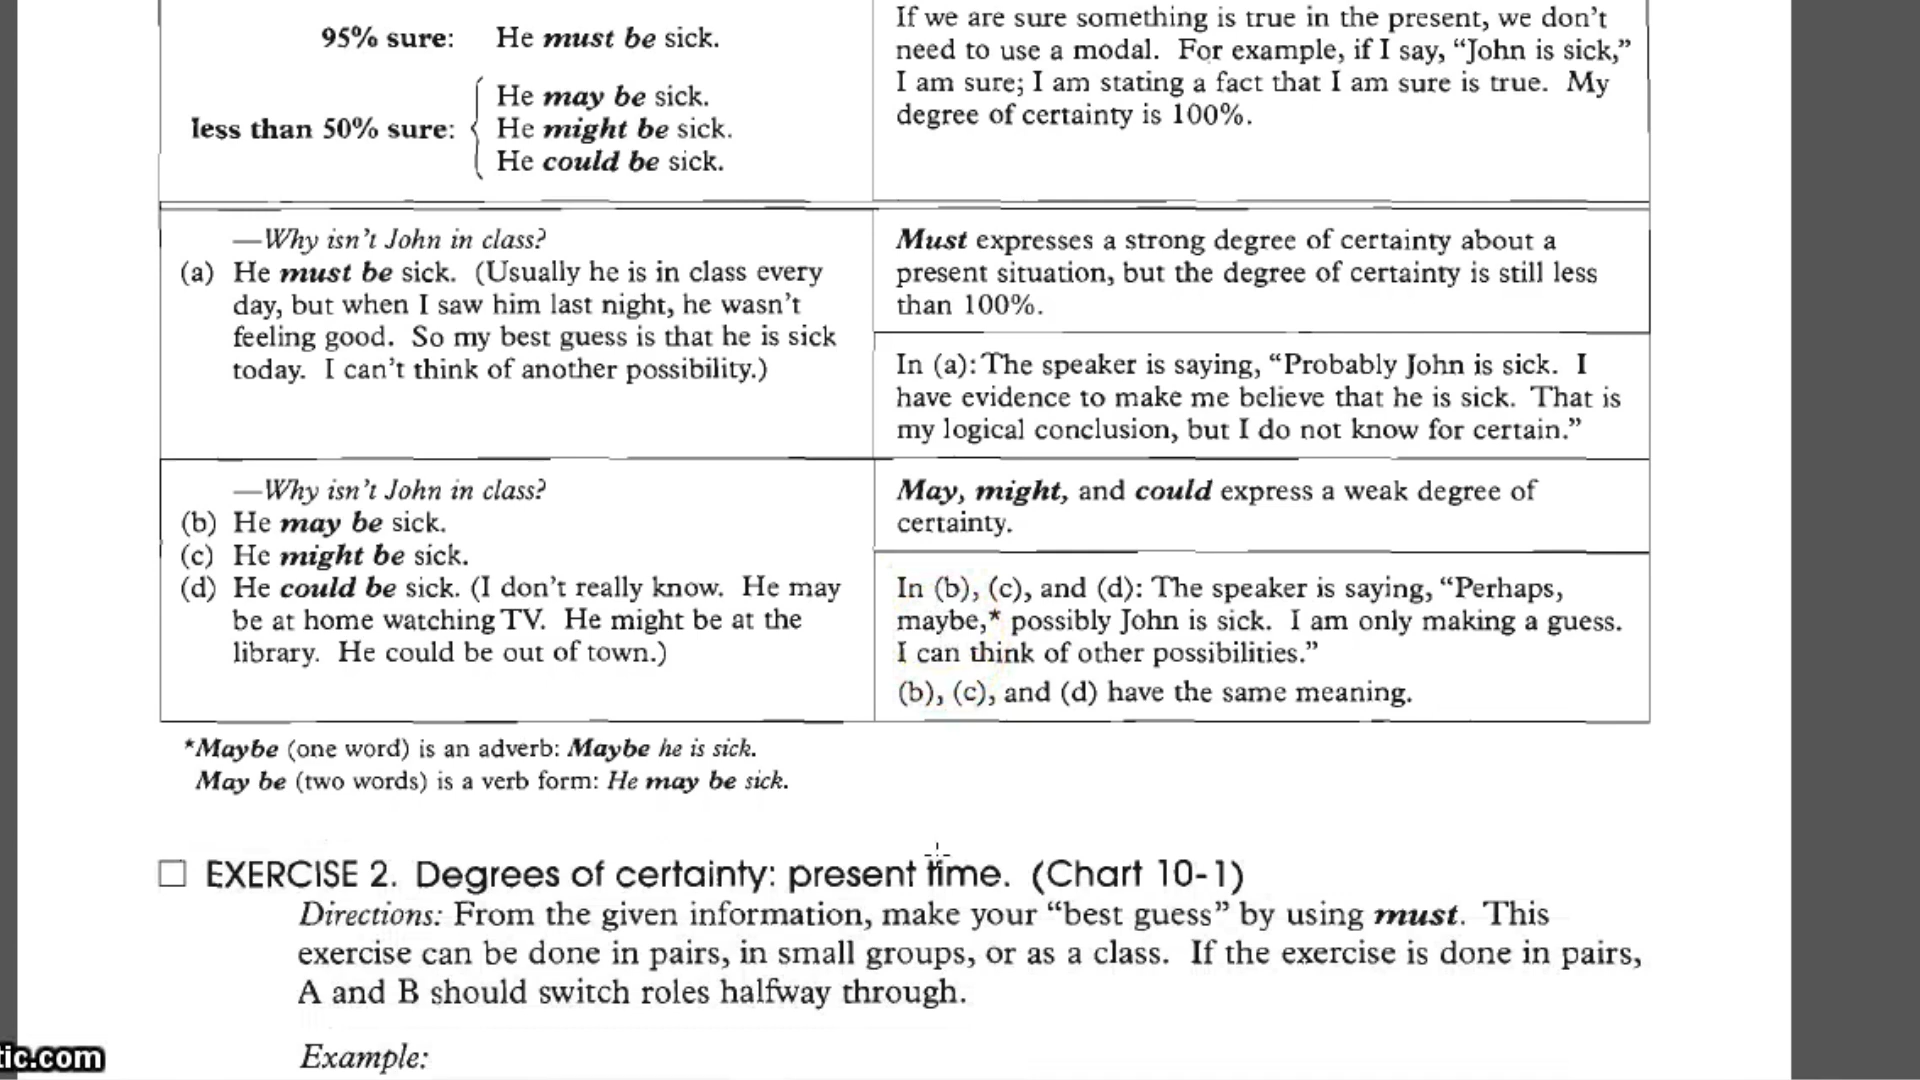 95% sure: He must be sick.
less than 50% sure:
He may be sick.
He might be sick.
He could be sick.
If we are sure something is true in the present, we don't
need to use a modal. For example, if I say, “John is sick,”
I am sure; I am stating a fact that I am sure is true. My
degree of certainty is 100%.
—Why isn't John in class?
(a) He must be sick. (Usually he is in class every
day, but when I saw him last night, he wasn't
feeling good. So my best guess is that he is sick
today. I can't think of another possibility.)
Must expresses a strong degree of certainty about a
present situation, but the degree of certainty is still less
than 100%.
In (a): The speaker is saying, “Probably John is sick. I
have evidence to make me believe that he is sick. That is
my logical conclusion, but I do not know for certain.”
—Why isn't John in class?
(b) He may be sick.
(c) He might be sick.
(d) He could be sick. (I don't really know. He may
be at home watching TV. He might be at the
library. He could be out of town.)
May, might, and could express a weak degree of
certainty.
In (b), (c), and (d): The speaker is saying, “Perhaps,
maybe,* possibly John is sick. I am only making a guess.
I can think of other possibilities.”
(b), (c), and (d) have the same meaning.
*Maybe (one word) is an adverb: Maybe he is sick.
May be (two words) is a verb form: He may be sick.
EXERCISE 2. Degrees of certainty: present time. (Chart 10-1)
Directions: From the given information, make your “best guess” by using must. This
exercise can be done in pairs, in small groups, or as a class. If the exercise is done in pairs,
A and B should switch roles halfway through.
Example:
tic.com